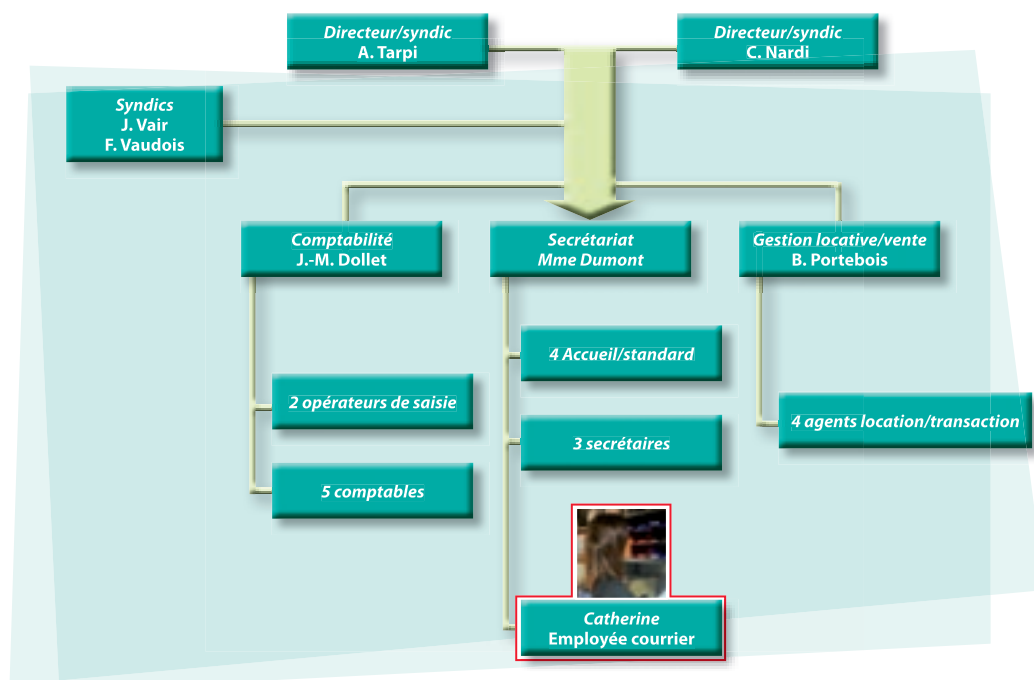 Directeur/syndic
A. Tarpi
Directeur/syndic
C. Nardi
Syndics
J. Vair
F. Vaudois
Comptabilité
J.-M. Dollet
Secrétariat
Mme Dumont
Gestion locative/vente
B. Portebois
4 Accueil/standard
2 opérateurs de saisie
4 agents location/transaction
3 secrétaires
5 comptables
Catherine
Employée courrier